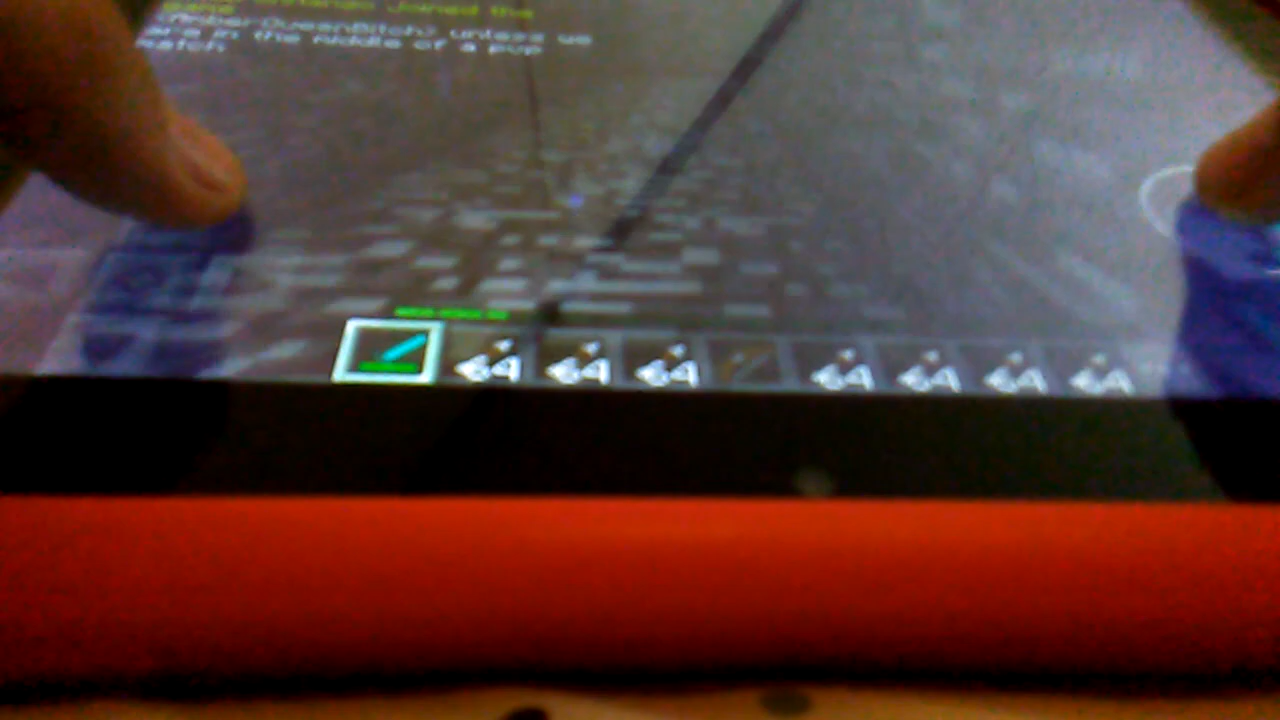 joined the
game
<AmberQueenBitch> unless we
are in the middle of a pvp
match
64 64 64 64 64 64 64